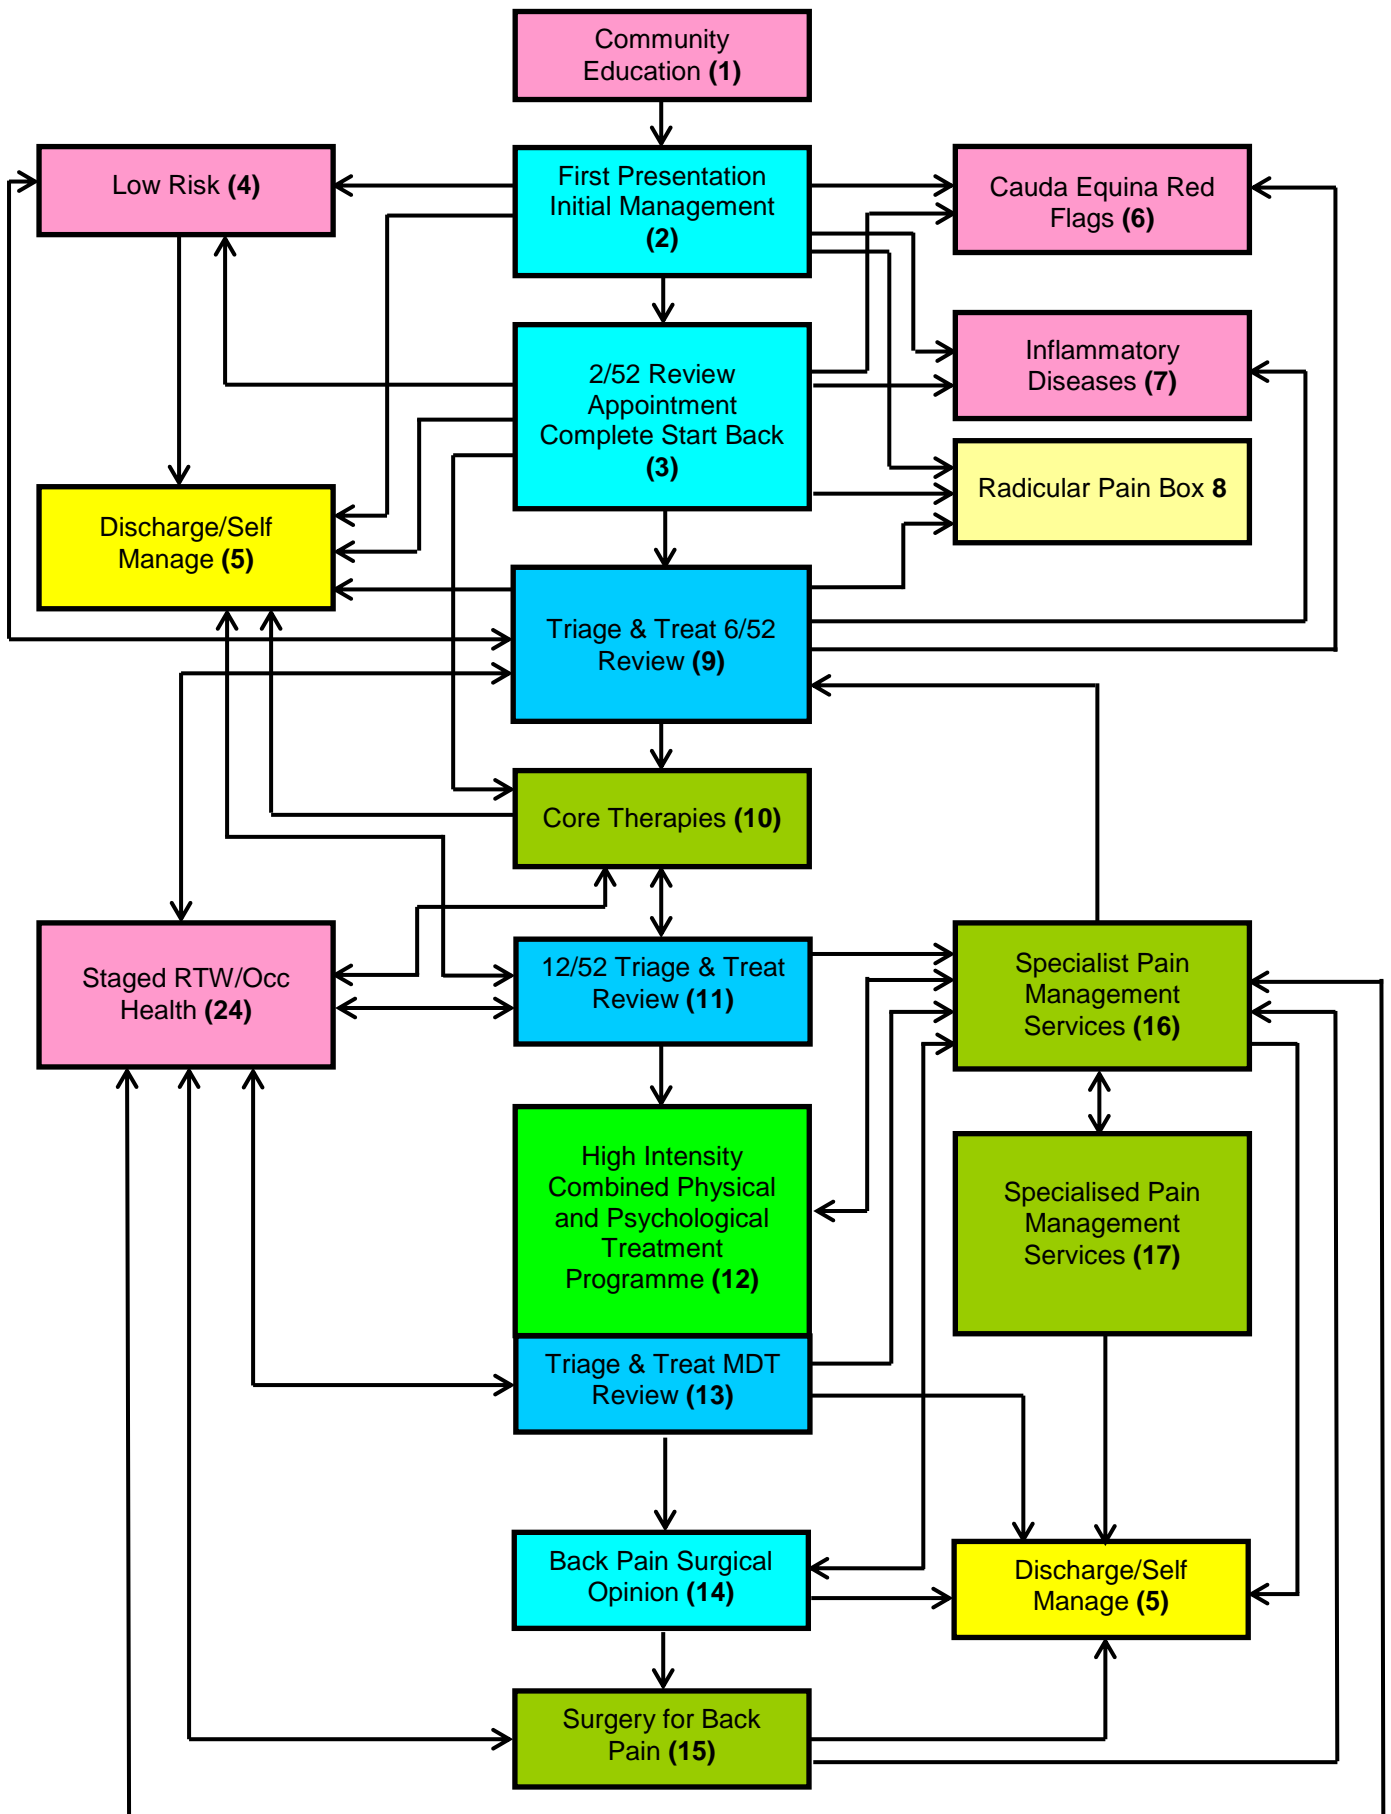 Community
Education (1)
Low Risk (4)
First Presentation
Initial Management
(2)
Cauda Equina Red
Flags (6)
2/52 Review
Appointment
Complete Start Back
(3)
Inflammatory
Diseases (7)
Radicular Pain Box 8
Discharge/Self
Manage (5)
Triage & Treat 6/52
Review (9)
Core Therapies (10)
Staged RTW/Occ
Health (24)
12/52 Triage & Treat
Review (11)
Specialist Pain
Management
Services (16)
High Intensity
Combined Physical
and Psychological
Treatment
Programme (12)
Specialised Pain
Management
Services (17)
Triage & Treat MDT
Review (13)
Back Pain Surgical
Opinion (14)
Discharge/Self
Manage (5)
Surgery for Back
Pain (15)